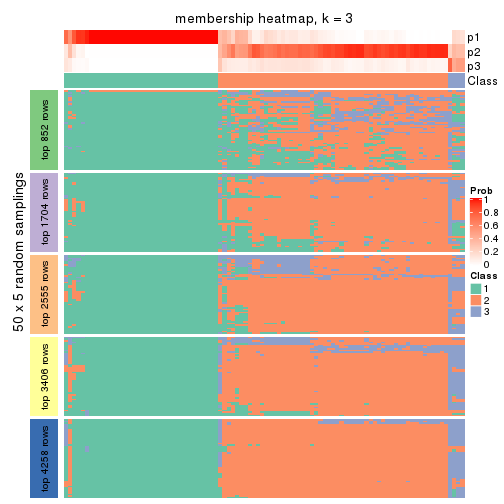 membership heatmap, k = 3
p1
p2
p3
Class
50 x 5 random samplings
top 852 rows
top 1704 rows
top 2555 rows
top 3406 rows
top 4258 rows
Prob
1
0.8
0.6
0.4
0.2
0
Class
1
2
3